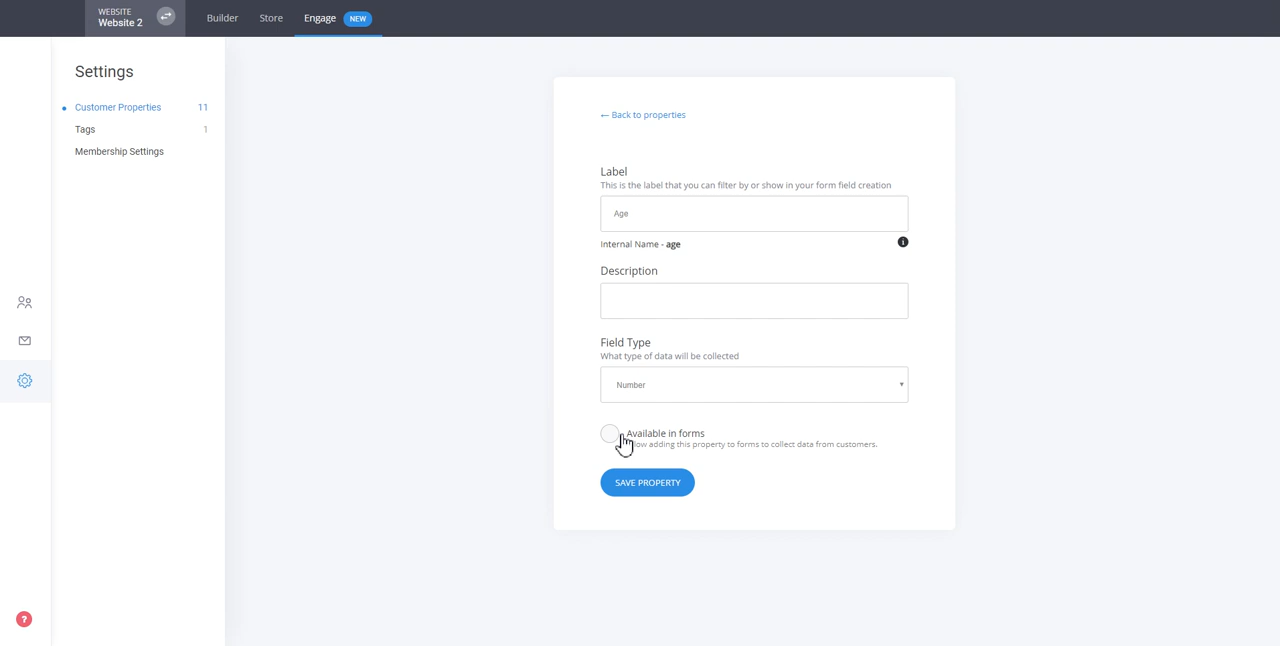 WEBSITE
Website 2
Builder
Store
Engage
NEW
Settings
Customer Properties 11
Tags 1
Membership Settings
← Back to properties
Label
This is the label that you can filter by or show in your form field creation
Age
Internal Name - age
i
Description
Field Type
What type of data will be collected
Number
Available in forms
adding this property to forms to collect data from customers.
SAVE PROPERTY
?